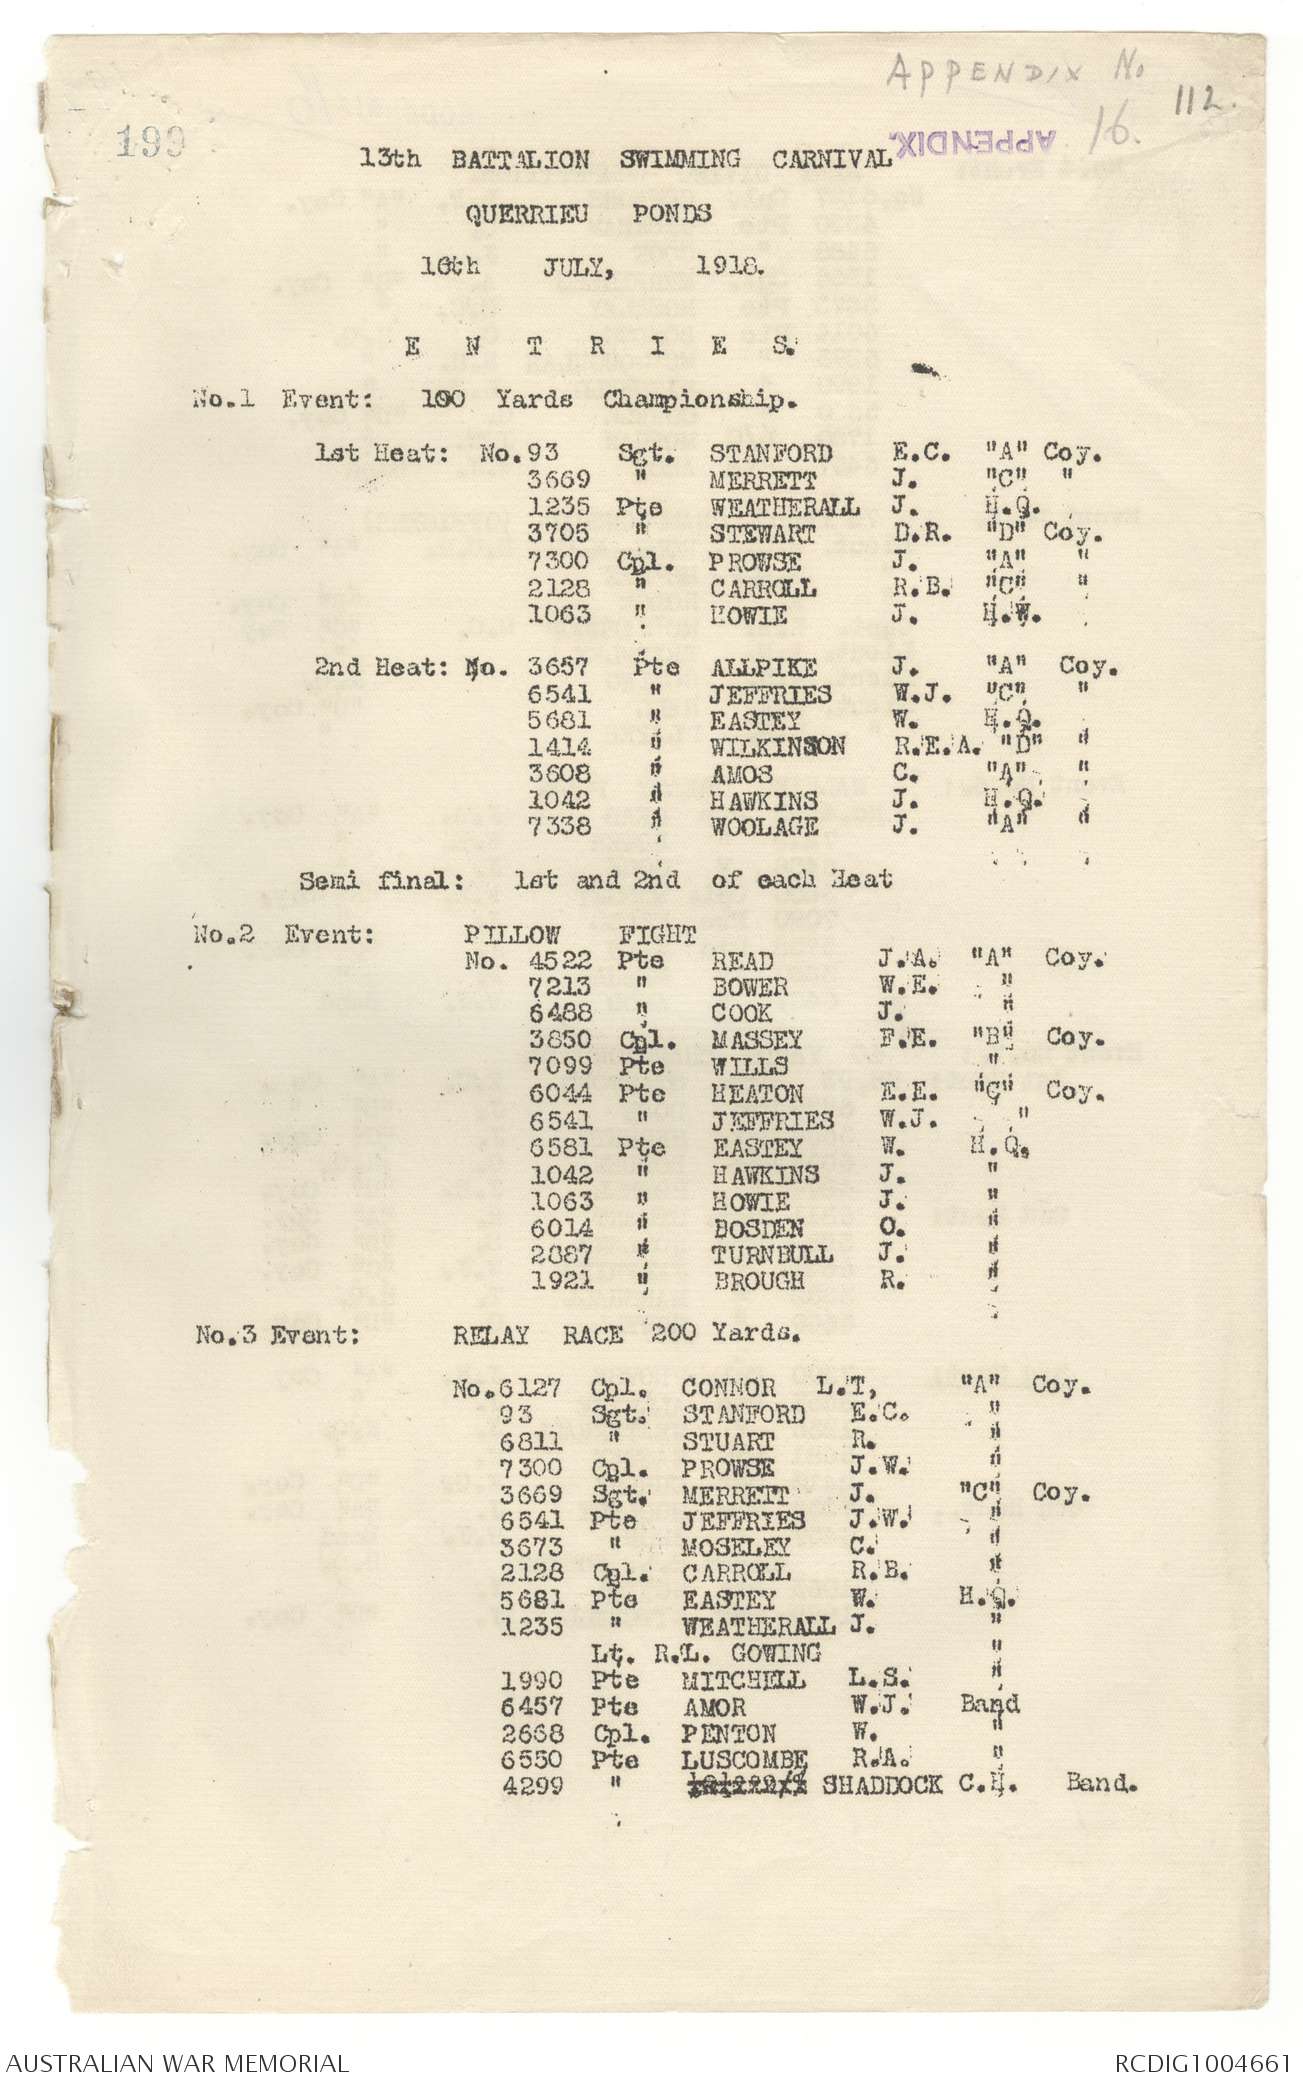 APPENDIX No 16.
112.
199
APPENDIX.
13th BATTALION SWIMMING CARNIVAL
QUERRIEU PONDS
16th JULY, 1918.
E N T R I E S.
No.1 Event: 100 Yards Championship.
1st Heat: No.93 Sgt. STANFORD E.C. "A" Coy.
3669 " MERRETT J. "C" "
1235 Pte WEATHERALL J. H.Q.
3705 " STEWART D.R. "D" Coy.
7300 Cpl. PROWSE J. "A" "
2128 " CARROLL R.B. "C" "
1063 " HOWIE J. H.W.
2nd Heat: No. 3657 Pte ALLPIKE J. "A" Coy.
6541 " JEFFRIES W.J. "C" "
5681 " EASTEY W. H.Q.
1414 " WILKINSON R.E.A. "D" "
3608 " AMOS C. "A" "
1042 " HAWKINS J. H.Q. "
7338 " WOOLAGE J. "A" "
Semi final: 1st and 2nd of each Heat
No.2 Event: PILLOW FIGHT
No. 4522 Pte READ J.A. "A" Coy.
7213 " BOWER W.E. "
6488 " COOK J. "
3850 Cpl. MASSEY F.E. "B" Coy.
7099 Pte WILLS "
6044 Pte HEATON E.E. "C" Coy.
6541 " JEFFRIES W.J. "
6581 Pte EASTEY W. H.Q.
1042 " HAWKINS J. "
1063 " HOWIE J. "
6014 " BOSDEN O. "
2887 " TURNBULL J. "
1921 " BROUGH R. "
No.3 Event: RELAY RACE 200 Yards.
No.6127 Cpl. CONNOR L.T, "A" Coy.
93 Sgt. STANFORD E.C. "
6811 " STUART R. "
7300 Cpl. PROWSE J.W. "
3669 Sgt. MERRETT J. "C" Coy.
6541 Pte JEFFRIES J.W. "
3673 " MOSELEY C. "
2128 Cpl. CARROLL R.B. "
5681 Pte EASTEY W. H.Q.
1235 " WEATHERALL J. "
Lt. R.L. GOWING "
1990 Pte MITCHELL L.S. "
6457 Pte AMOR W.J. Band
2668 Cpl. PENTON W. "
6550 Pte LUSCOMBE R.A. "
4299 " SHADDOCK C.H. Band.
AUSTRALIAN WAR MEMORIAL
RCDIG1004661